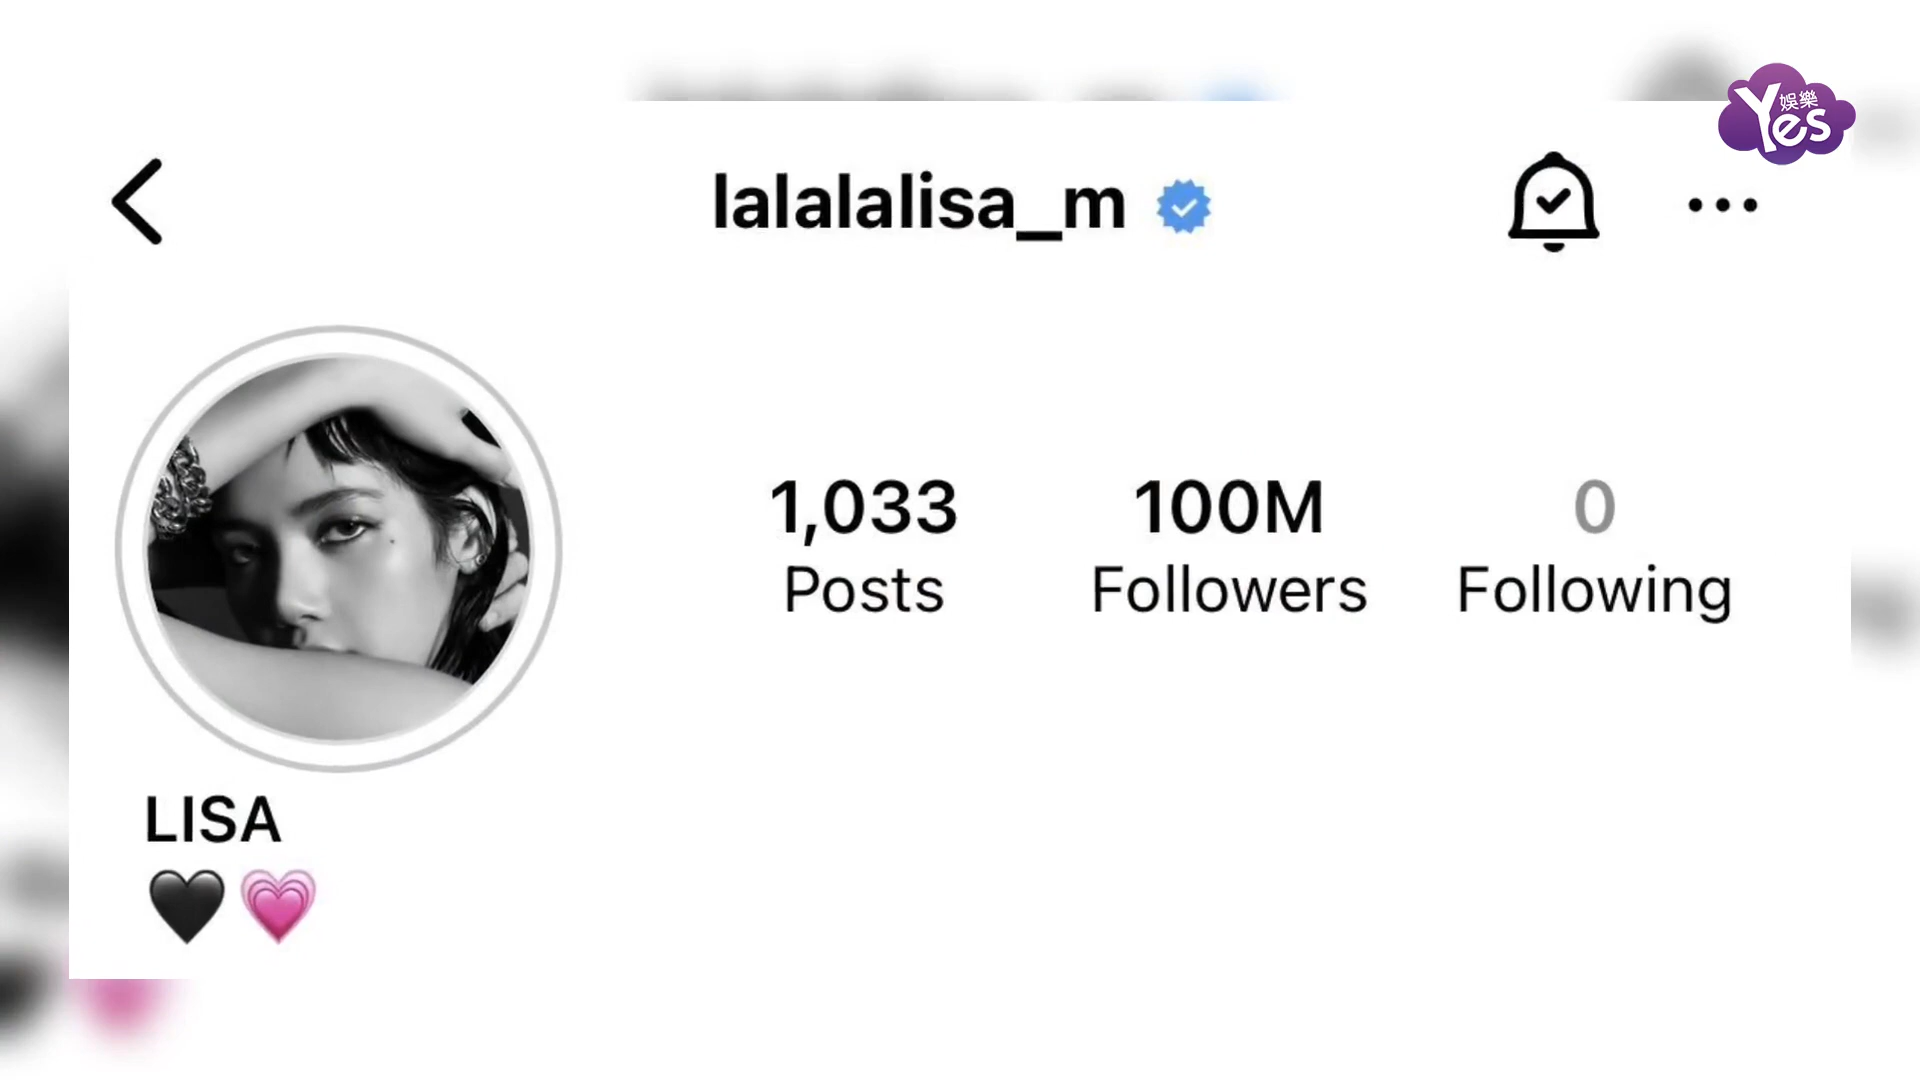 娛樂
Yes
lalalalisa_m
1,033
Posts
100M
Followers
0
Following
LISA
🖤💗